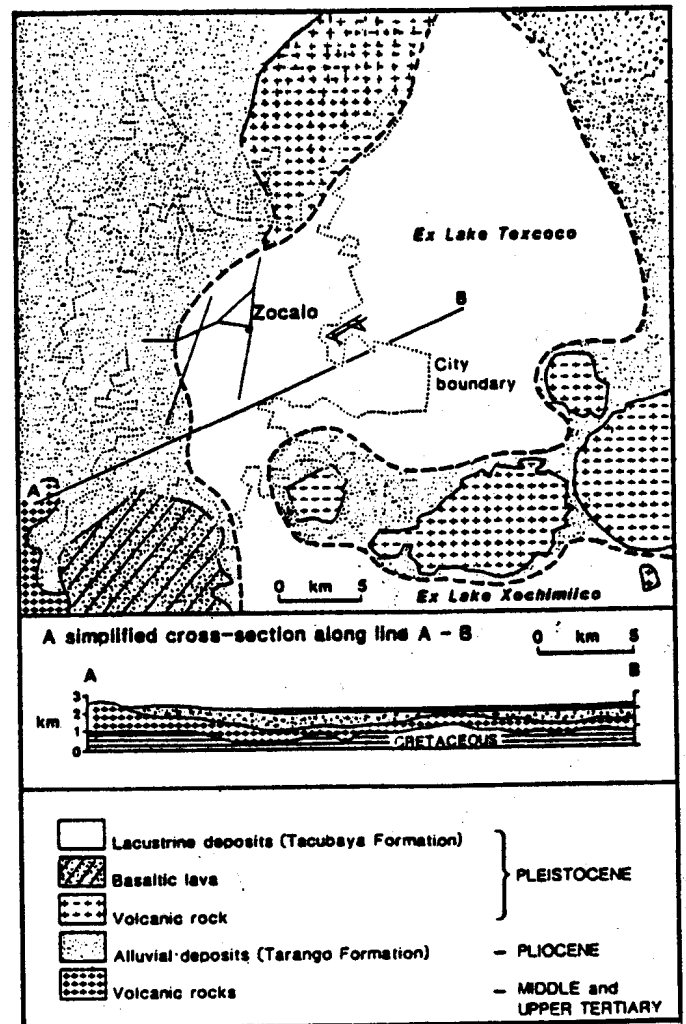 Ex Lake Texcoco
B
Zocalo
City
boundary
A
0 km 5
Ex Lake Xochimilco
A simplified cross-section along line A - B
0 km 5
A
B
3
2
km
1
0
CRETACEOUS
Lacustrine deposits (Tacubaya Formation)
Basaltic lava
PLEISTOCENE
Volcanic rock
Alluvial deposits (Tarango Formation) - PLIOCENE
Volcanic rocks - MIDDLE and
UPPER TERTIARY